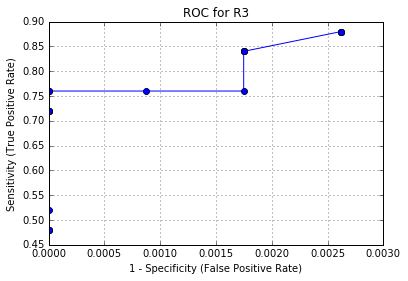 ROC for R3
0.90
0.85
0.80
0.75
0.70
0.65
0.60
0.55
0.50
0.45
Sensitivity (True Positive Rate)
0.0000 0.0005 0.0010 0.0015 0.0020 0.0025 0.0030
1 - Specificity (False Positive Rate)